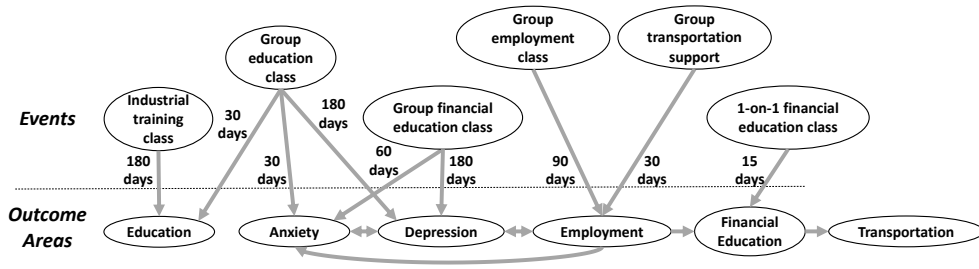 Group
education
class
Group
employment
class
Group
transportation
support
Events
Industrial
training
class
30
days
180
days
Group financial
education class
1-on-1 financial
education class
180
days
30
days
60
days
180
days
90
days
30
days
15
days
Outcome
Areas
Education
Anxiety
Depression
Employment
Financial
Education
Transportation